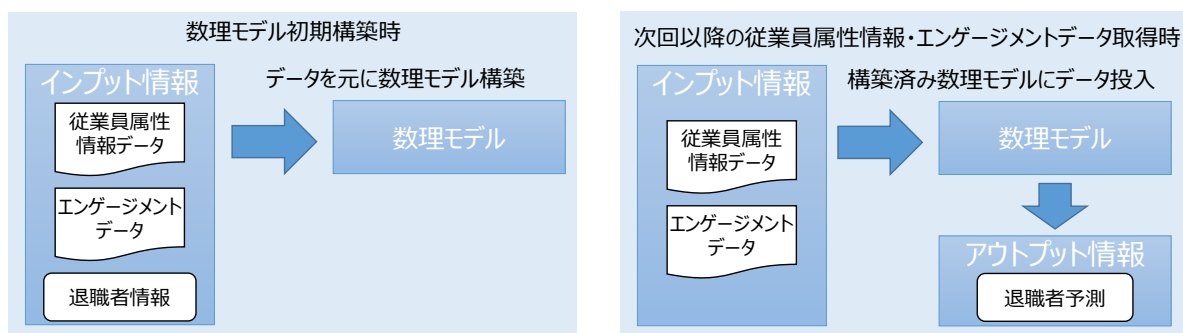 数理モデル初期構築時
インプット情報
データを元に数理モデル構築
従業員属性
情報データ
数理モデル
エンゲージメント
データ
退職者情報
次回以降の従業員属性情報・エンゲージメントデータ取得時
インプット情報
構築済み数理モデルにデータ投入
従業員属性
情報データ
数理モデル
エンゲージメント
データ
アウトプット情報
退職者予測